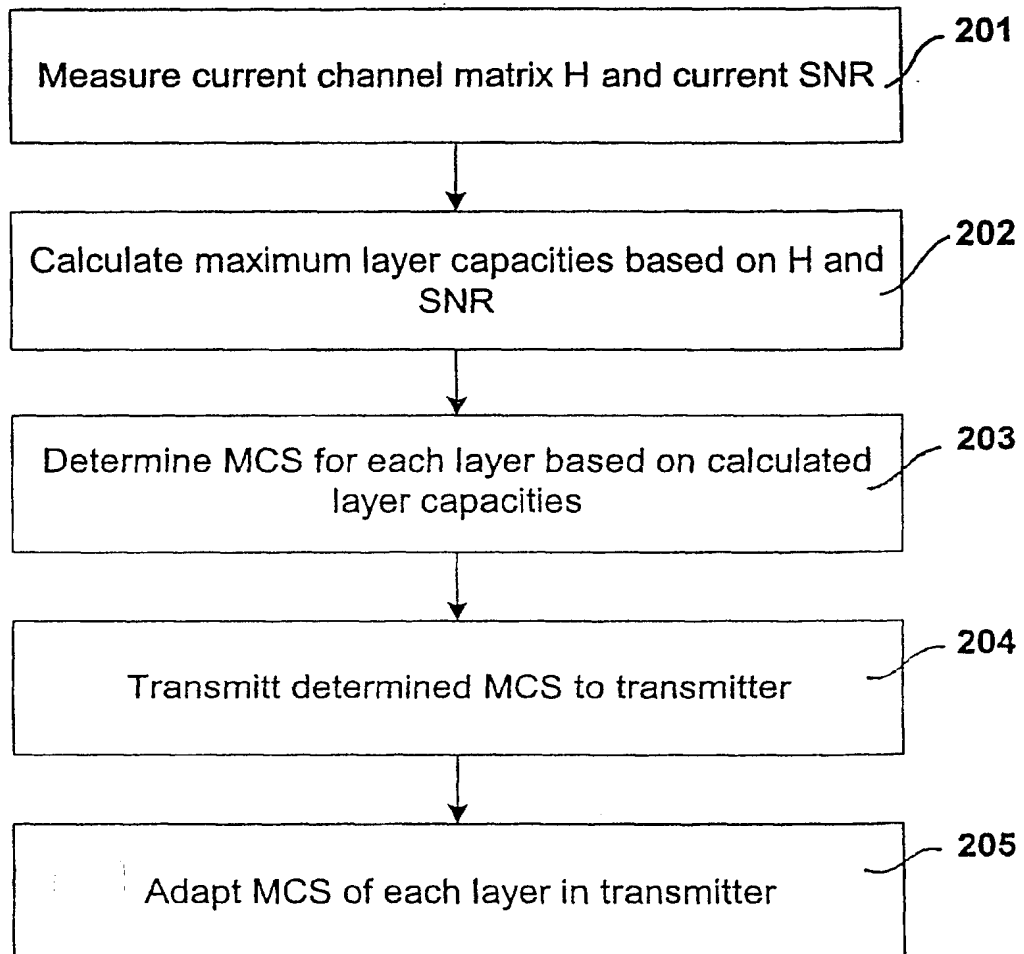 201
Measure current channel matrix H and current SNR
202
Calculate maximum layer capacities based on H and
SNR
203
Determine MCS for each layer based on calculated
layer capacities
204
Transmitt determined MCS to transmitter
205
Adapt MCS of each layer in transmitter